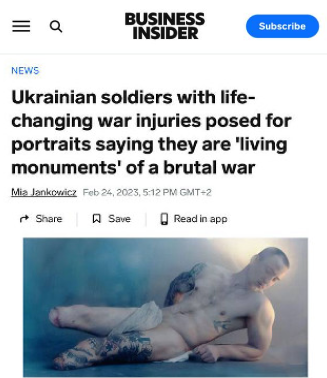 BUSINESS
INSIDER
Subscribe
NEWS
Ukrainian soldiers with life-
changing war injuries posed for
portraits saying they are 'living
monuments' of a brutal war
Mia Jankowicz Feb 24, 2023, 5:12 PM GMT+2
Share Save Read in app